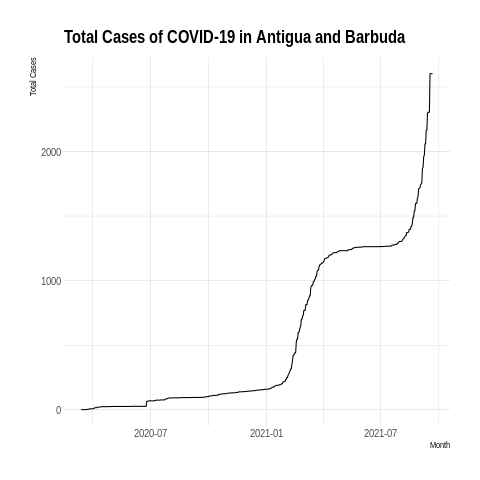 Total Cases of COVID-19 in Antigua and Barbuda
Total Cases
2000
1000
0
2020-07 2021-01 2021-07
Month